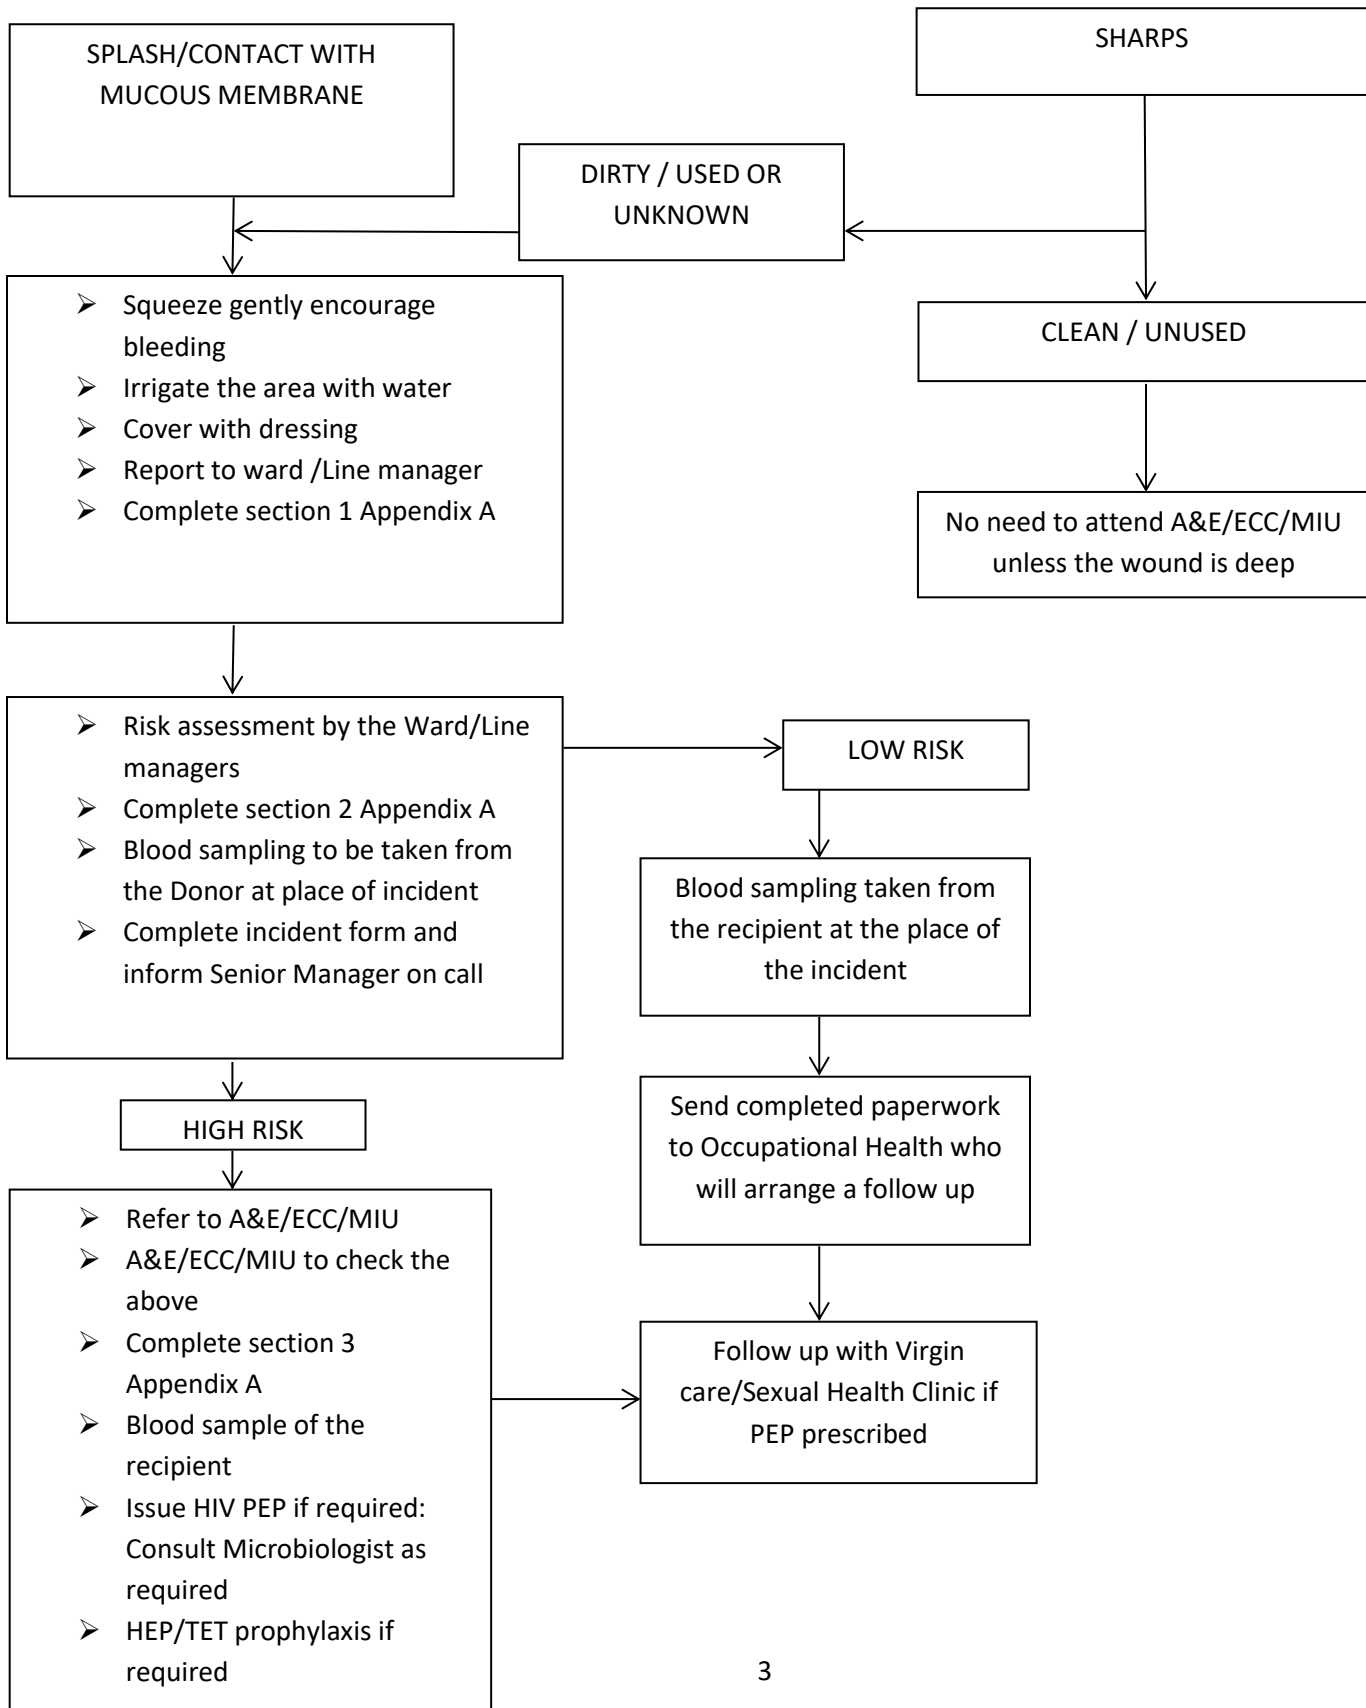 SPLASH/CONTACT WITH
MUCOUS MEMBRANE
SHARPS
DIRTY / USED OR
UNKNOWN
➢ Squeeze gently encourage
bleeding
➢ Irrigate the area with water
➢ Cover with dressing
➢ Report to ward /Line manager
➢ Complete section 1 Appendix A
CLEAN / UNUSED
No need to attend A&E/ECC/MIU
unless the wound is deep
➢ Risk assessment by the Ward/Line
managers
➢ Complete section 2 Appendix A
➢ Blood sampling to be taken from
the Donor at place of incident
➢ Complete incident form and
inform Senior Manager on call
LOW RISK
Blood sampling taken from
the recipient at the place of
the incident
Send completed paperwork
to Occupational Health who
will arrange a follow up
HIGH RISK
➢ Refer to A&E/ECC/MIU
➢ A&E/ECC/MIU to check the
above
➢ Complete section 3
Appendix A
➢ Blood sample of the
recipient
➢ Issue HIV PEP if required:
Consult Microbiologist as
required
➢ HEP/TET prophylaxis if
required
Follow up with Virgin
care/Sexual Health Clinic if
PEP prescribed
3